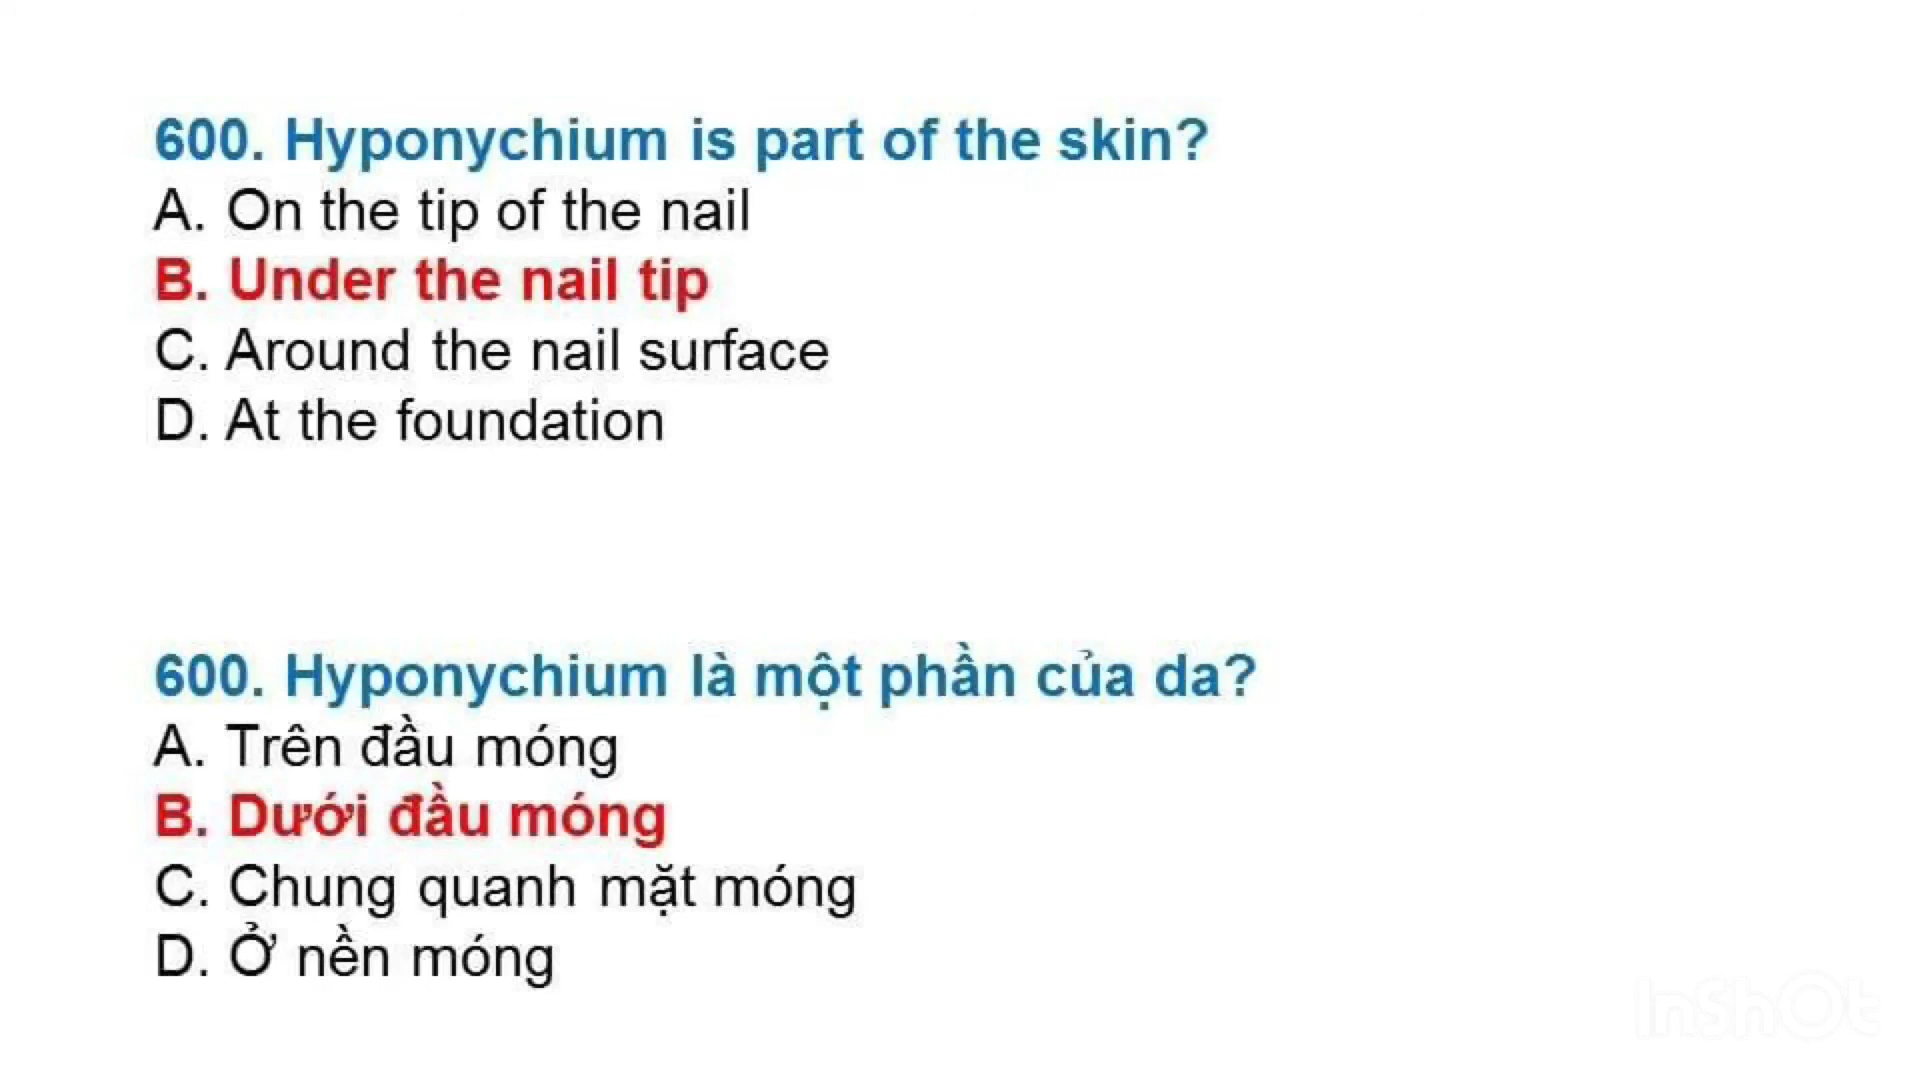 600. Hyponychium is part of the skin?
A. On the tip of the nail
B. Under the nail tip
C. Around the nail surface
D. At the foundation
600. Hyponychium là một phần của da?
A. Trên đầu móng
B. Dưới đầu móng
C. Chung quanh mặt móng
D. Ở nền móng
InShOt